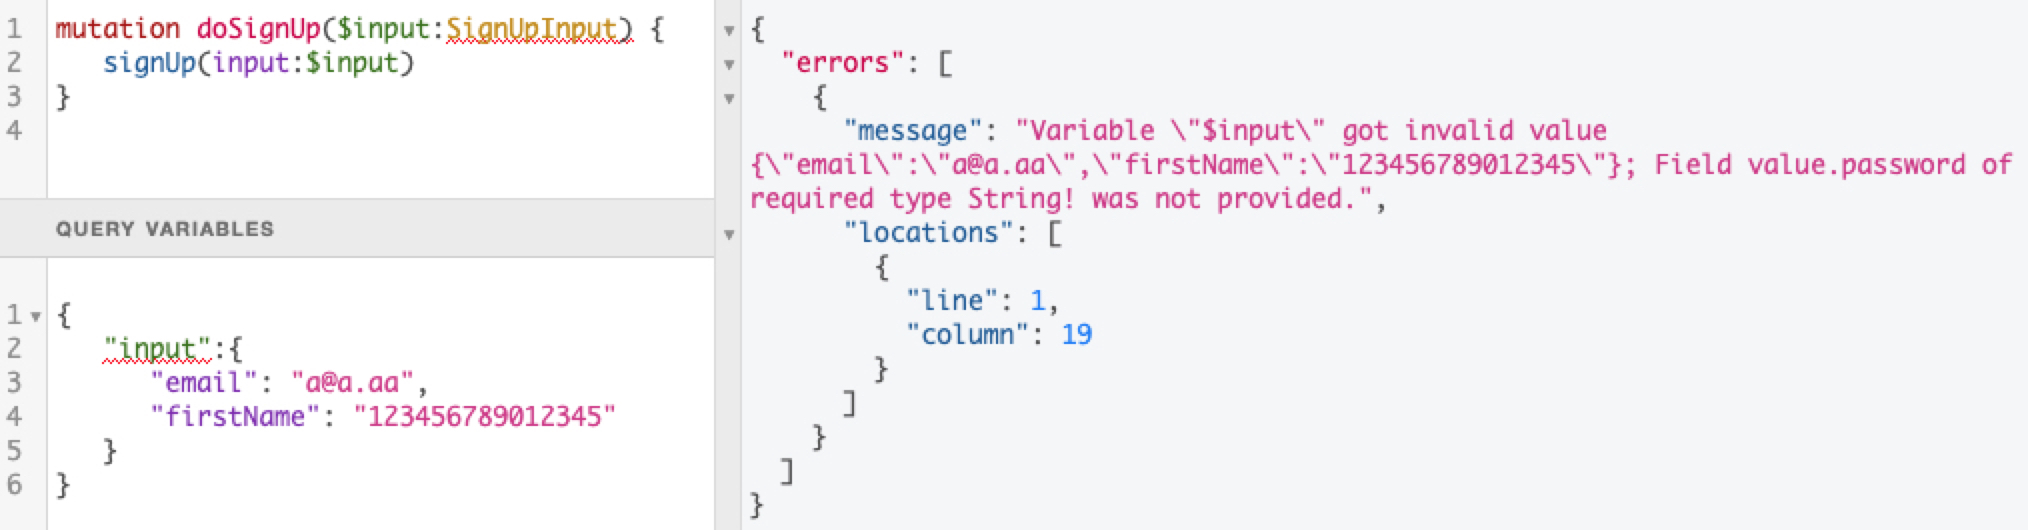 1 mutation doSignUp($input:SignUpInput) {
2 signUp(input:$input)
3 }
4
QUERY VARIABLES
1 {
2 "input":{
3 "email": "a@a.aa",
4 "firstName": "123456789012345"
5 }
6 }
{
"errors": [
{
"message": "Variable \"$input\" got invalid value
{\"email\":\"a@a.aa\",\"firstName\":\"123456789012345\"}; Field value.password of
required type String! was not provided.",
"locations": [
{
"line": 1,
"column": 19
}
]
}
]
}